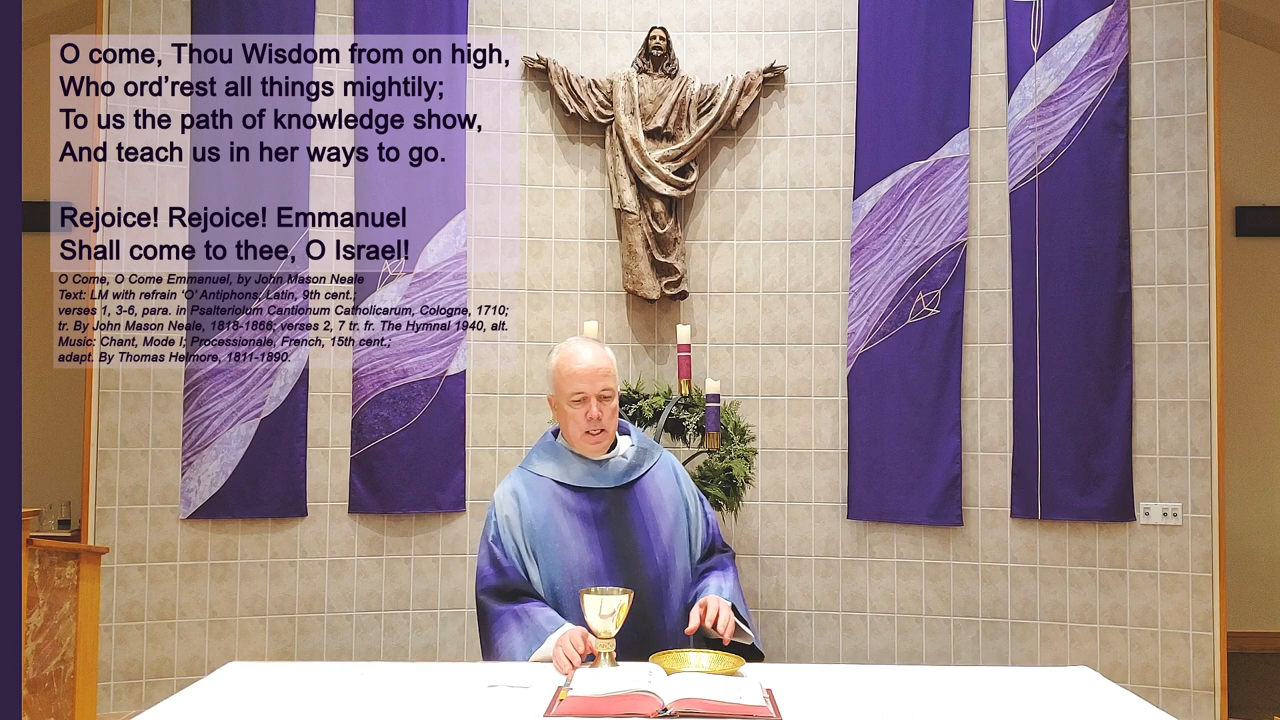 O come, Thou Wisdom from on high,
Who ord’rest all things mightily;
To us the path of knowledge show,
And teach us in her ways to go.
Rejoice! Rejoice! Emmanuel
Shall come to thee, O Israel!
O Come, O Come Emmanuel, by John Mason Neale
Text: LM with refrain ‘O’ Antiphons; Latin, 9th cent.;
verses 1, 3-6, para. in Psalteriolum Cantionum Catholicarum, Cologne, 1710;
tr. By John Mason Neale, 1818-1866; verses 2, 7 tr. fr. The Hymnal 1940, alt.
Music: Chant, Mode I; Processionale, French, 15th cent.;
adapt. By Thomas Helmore, 1811-1890.